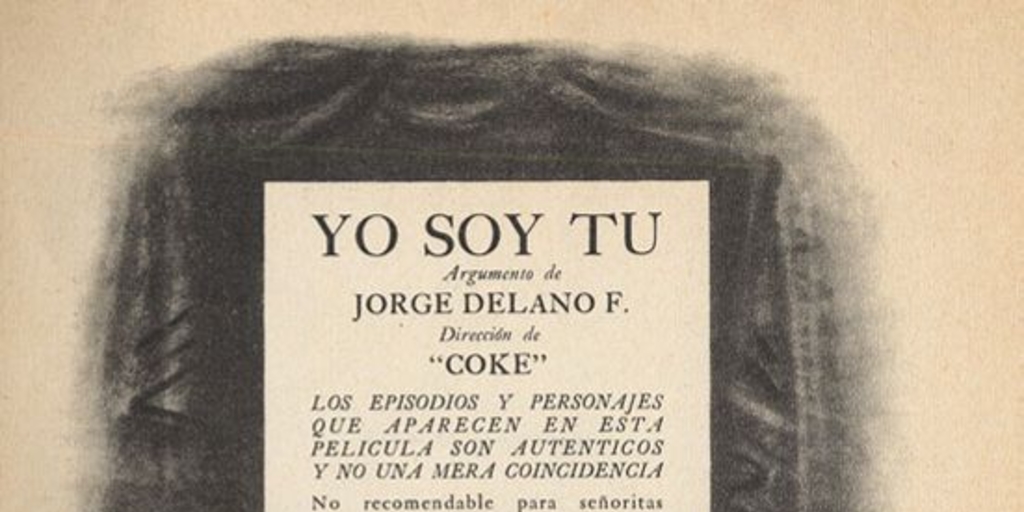 YO SOY TU
Argumento de
JORGE DELANO F.
Dirección de
“COKE”
LOS EPISODIOS Y PERSONAJES
QUE APARECEN EN ESTA
PELICULA SON AUTENTICOS
Y NO UNA MERA COINCIDENCIA
No recomendable para señoritas